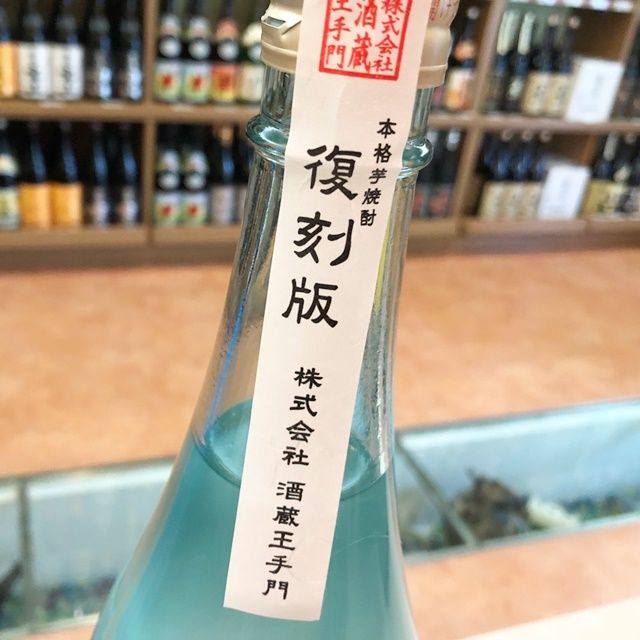 株式会社
酒蔵
王手門
本格芋焼酎
復刻版
株式会社 酒蔵王手門